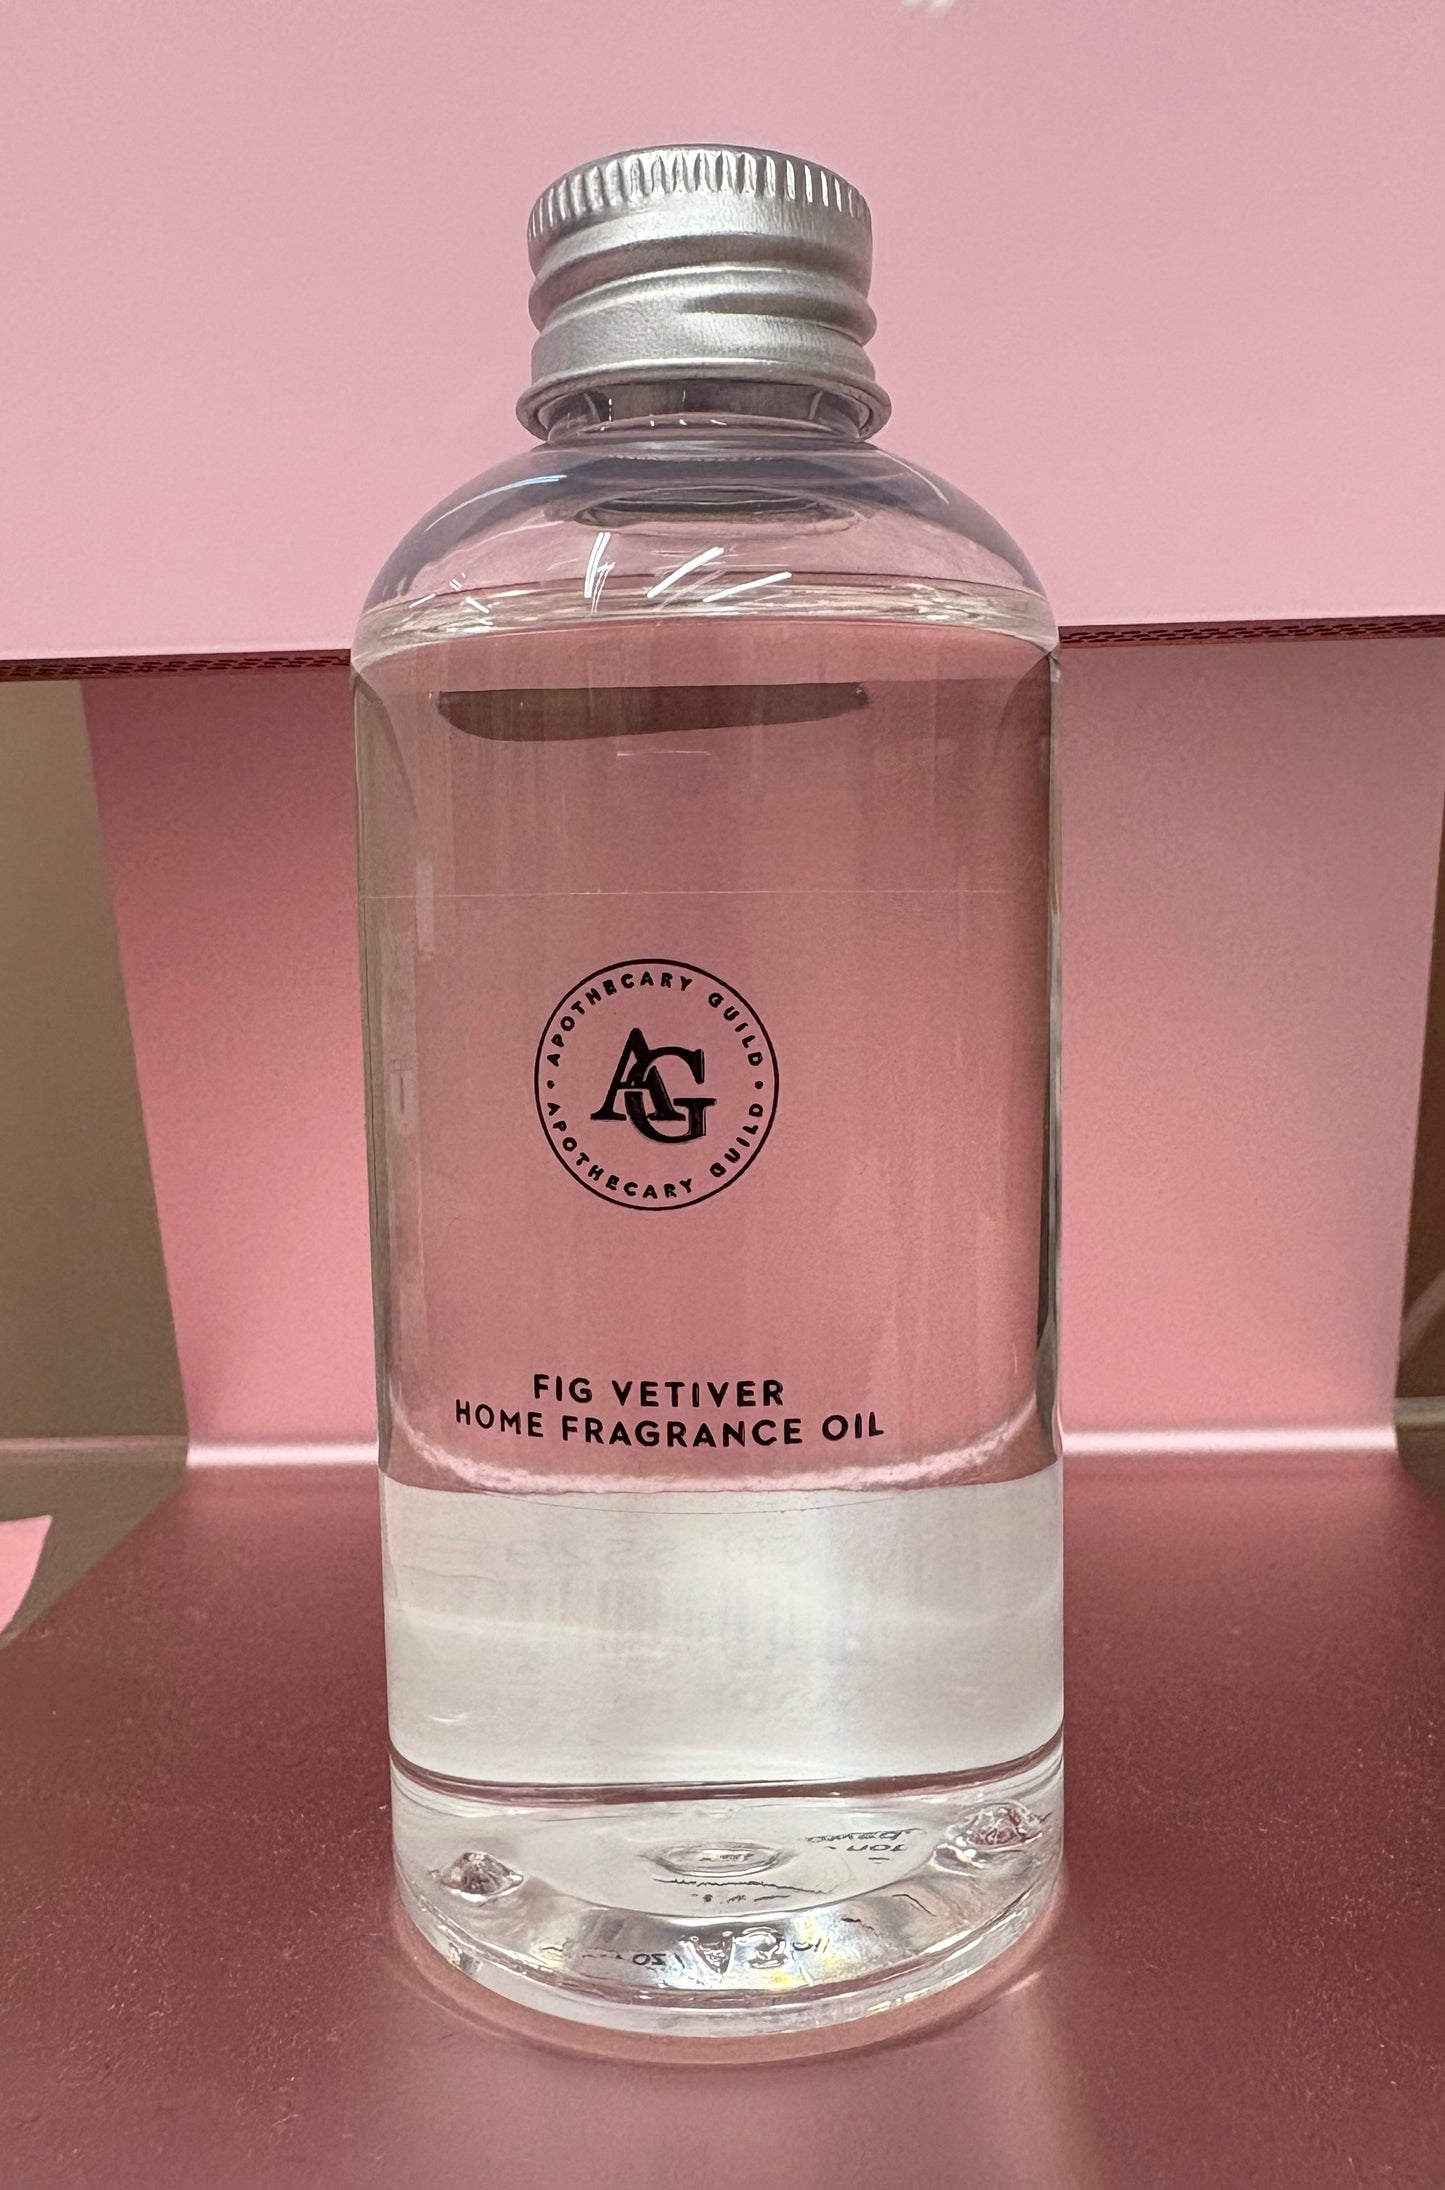 APOTHECARY GUILD
AG
APOTHECARY GUILD
FIG VETIVER
HOME FRAGRANCE OIL